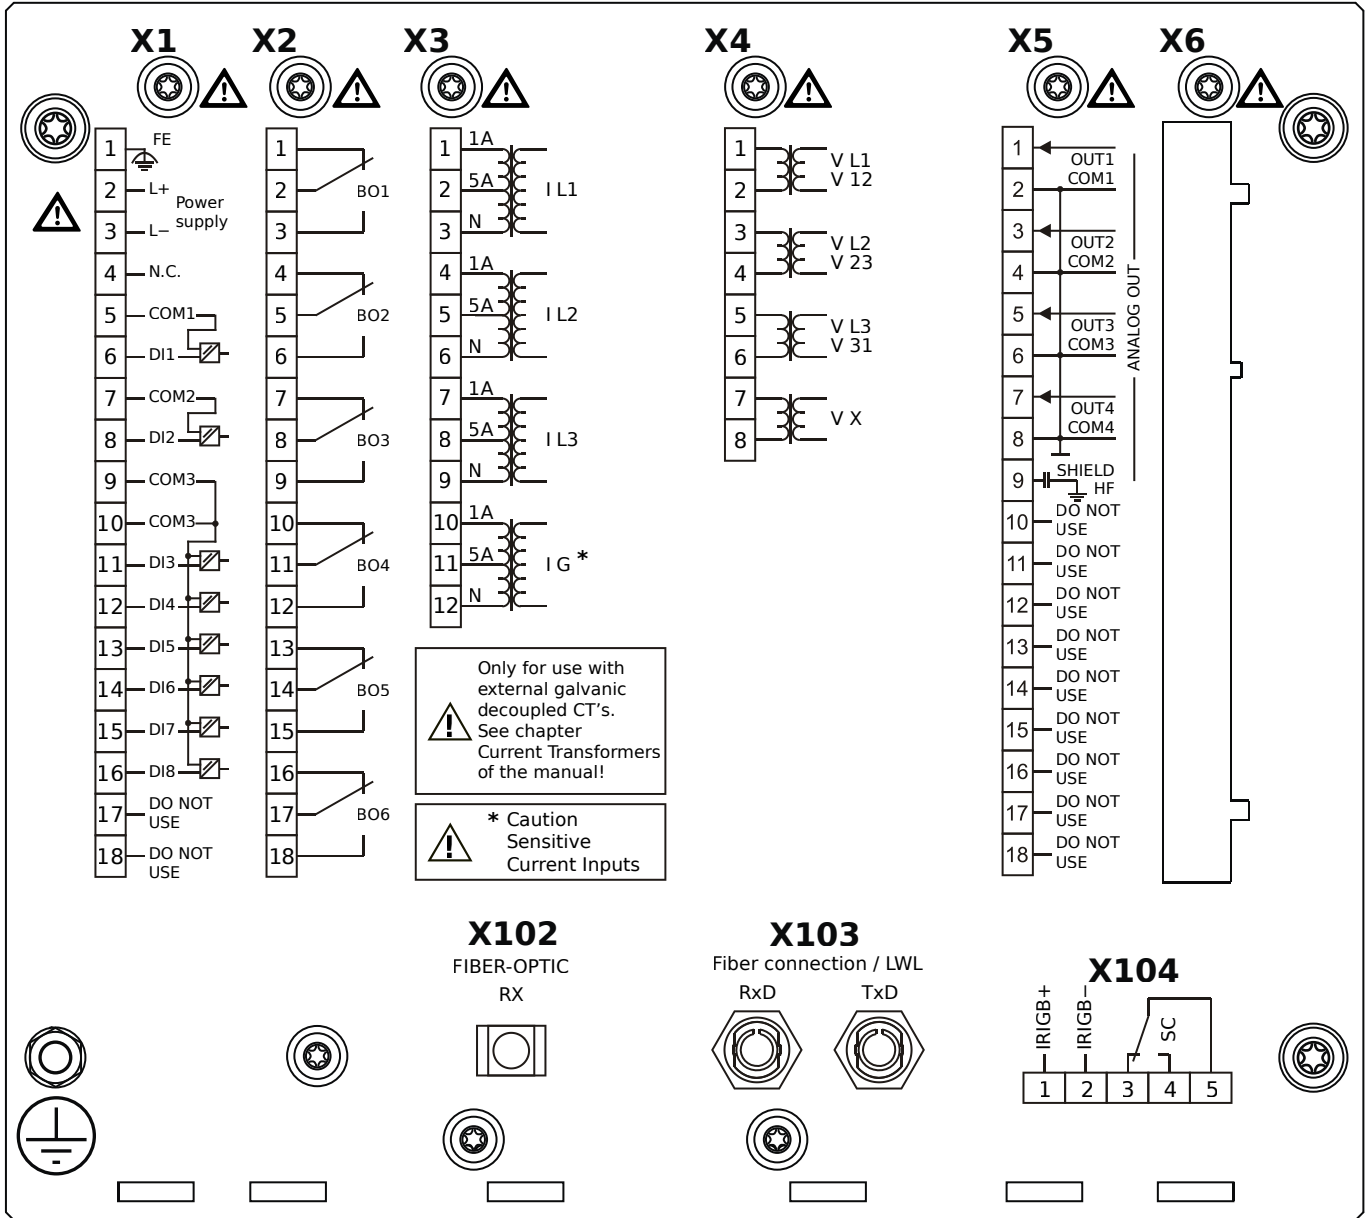 X1
X2
X3
X4
X5
X6
1 FE
2 L+
Power
supply
3 L−
4 N.C.
5 COM1
6 DI1
7 COM2
8 DI2
9 COM3
10 COM3
11 DI3
12 DI4
13 DI5
14 DI6
15 DI7
16 DI8
17 DO NOT
USE
18 DO NOT
USE
1
2 BO1
3
4
5 BO2
6
7
8 BO3
9
10
11 BO4
12
13
14 BO5
15
16
17 BO6
18
1 1A
2 5A I L1
3 N
4 1A
5 5A I L2
6 N
7 1A
8 5A I L3
9 N
10 1A
11 5A I G *
12 N
Only for use with
external galvanic
decoupled CT's.
See chapter
Current Transformers
of the manual!
* Caution
Sensitive
Current Inputs
1 V L1
2 V 12
3 V L2
4 V 23
5 V L3
6 V 31
7 V X
8
1 OUT1
2 COM1
3 OUT2
4 COM2
5 OUT3
6 COM3
7 OUT4
8 COM4
ANALOG OUT
9 SHIELD
HF
10 DO NOT
USE
11 DO NOT
USE
12 DO NOT
USE
13 DO NOT
USE
14 DO NOT
USE
15 DO NOT
USE
16 DO NOT
USE
17 DO NOT
USE
18 DO NOT
USE
X102
FIBER-OPTIC
RX
X103
Fiber connection / LWL
RxD TxD
X104
IRIGB+
IRIGB−
SC
1 2 3 4 5